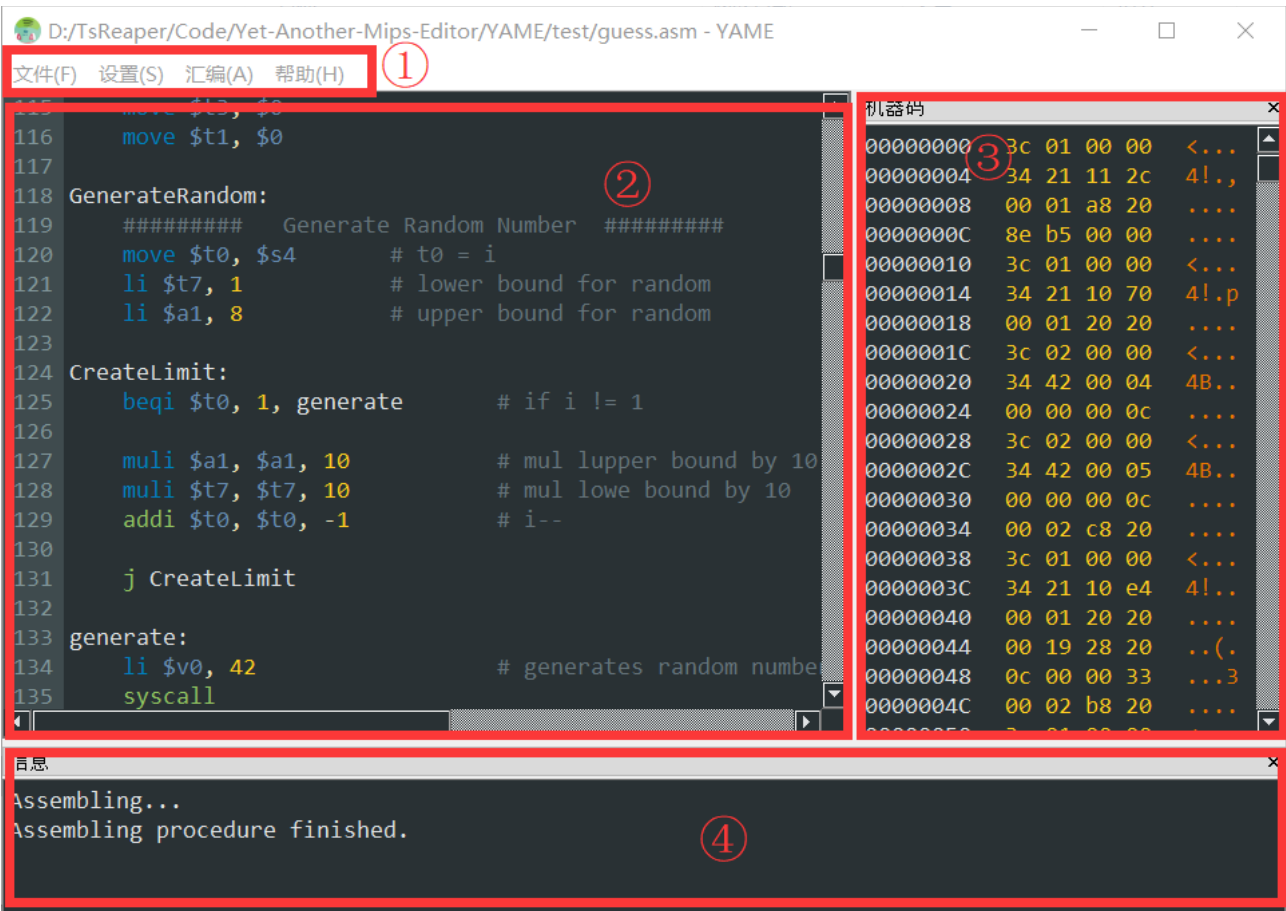 D:/TsReaper/Code/Yet-Another-Mips-Editor/YAME/test/guess.asm - YAME
文件(F) 设置(S) 汇编(A) 帮助(H) ①
115 move $t3, $0
116 move $t1, $0
117
118 GenerateRandom:
119 ######### Generate Random Number #########
120 move $t0, $s4 # t0 = i
121 li $t7, 1 # lower bound for random
122 li $a1, 8 # upper bound for random
123
124 CreateLimit:
125 beqi $t0, 1, generate # if i != 1
126
127 muli $a1, $a1, 10 # mul lupper bound by 10
128 muli $t7, $t7, 10 # mul lowe bound by 10
129 addi $t0, $t0, -1 # i--
130
131 j CreateLimit
132
133 generate:
134 li $v0, 42 # generates random numbe
135 syscall
②
机器码
00000000 3c 01 00 00 <...
00000004 34 21 11 2c 4!.,
00000008 00 01 a8 20 ....
0000000C 8e b5 00 00 ....
00000010 3c 01 00 00 <...
00000014 34 21 10 70 4!.p
00000018 00 01 20 20 ....
0000001C 3c 02 00 00 <...
00000020 34 42 00 04 4B..
00000024 00 00 00 0c ....
00000028 3c 02 00 00 <...
0000002C 34 42 00 05 4B..
00000030 00 00 00 0c ....
00000034 00 02 c8 20 ....
00000038 3c 01 00 00 <...
0000003C 34 21 10 e4 4!..
00000040 00 01 20 20 ....
00000044 00 19 28 20 ..(.
00000048 0c 00 00 33 ...3
0000004C 00 02 b8 20 ....
③
信息
Assembling...
Assembling procedure finished.
④